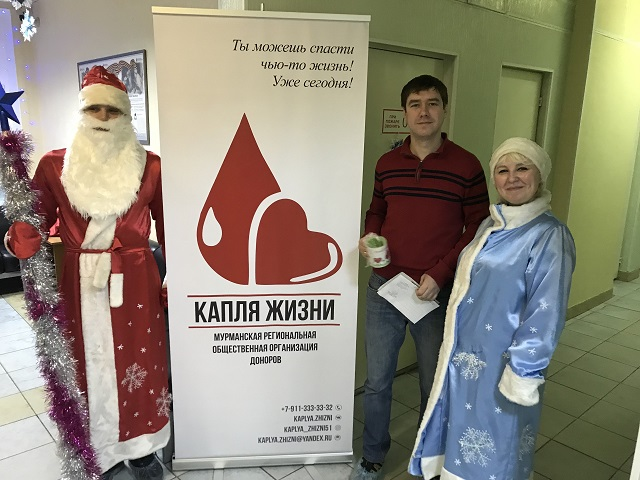 Ты можешь спасти
чью-то жизнь!
Уже сегодня!
КАПЛЯ ЖИЗНИ
МУРМАНСКАЯ РЕГИОНАЛЬНАЯ
ОБЩЕСТВЕННАЯ ОРГАНИЗАЦИЯ
ДОНОРОВ
+7-911-333-33-32
KAPLYA.ZHIZNI
KAPLYA_ZHIZNI51
KAPLYA.ZHIZNI@YANDEX.RU